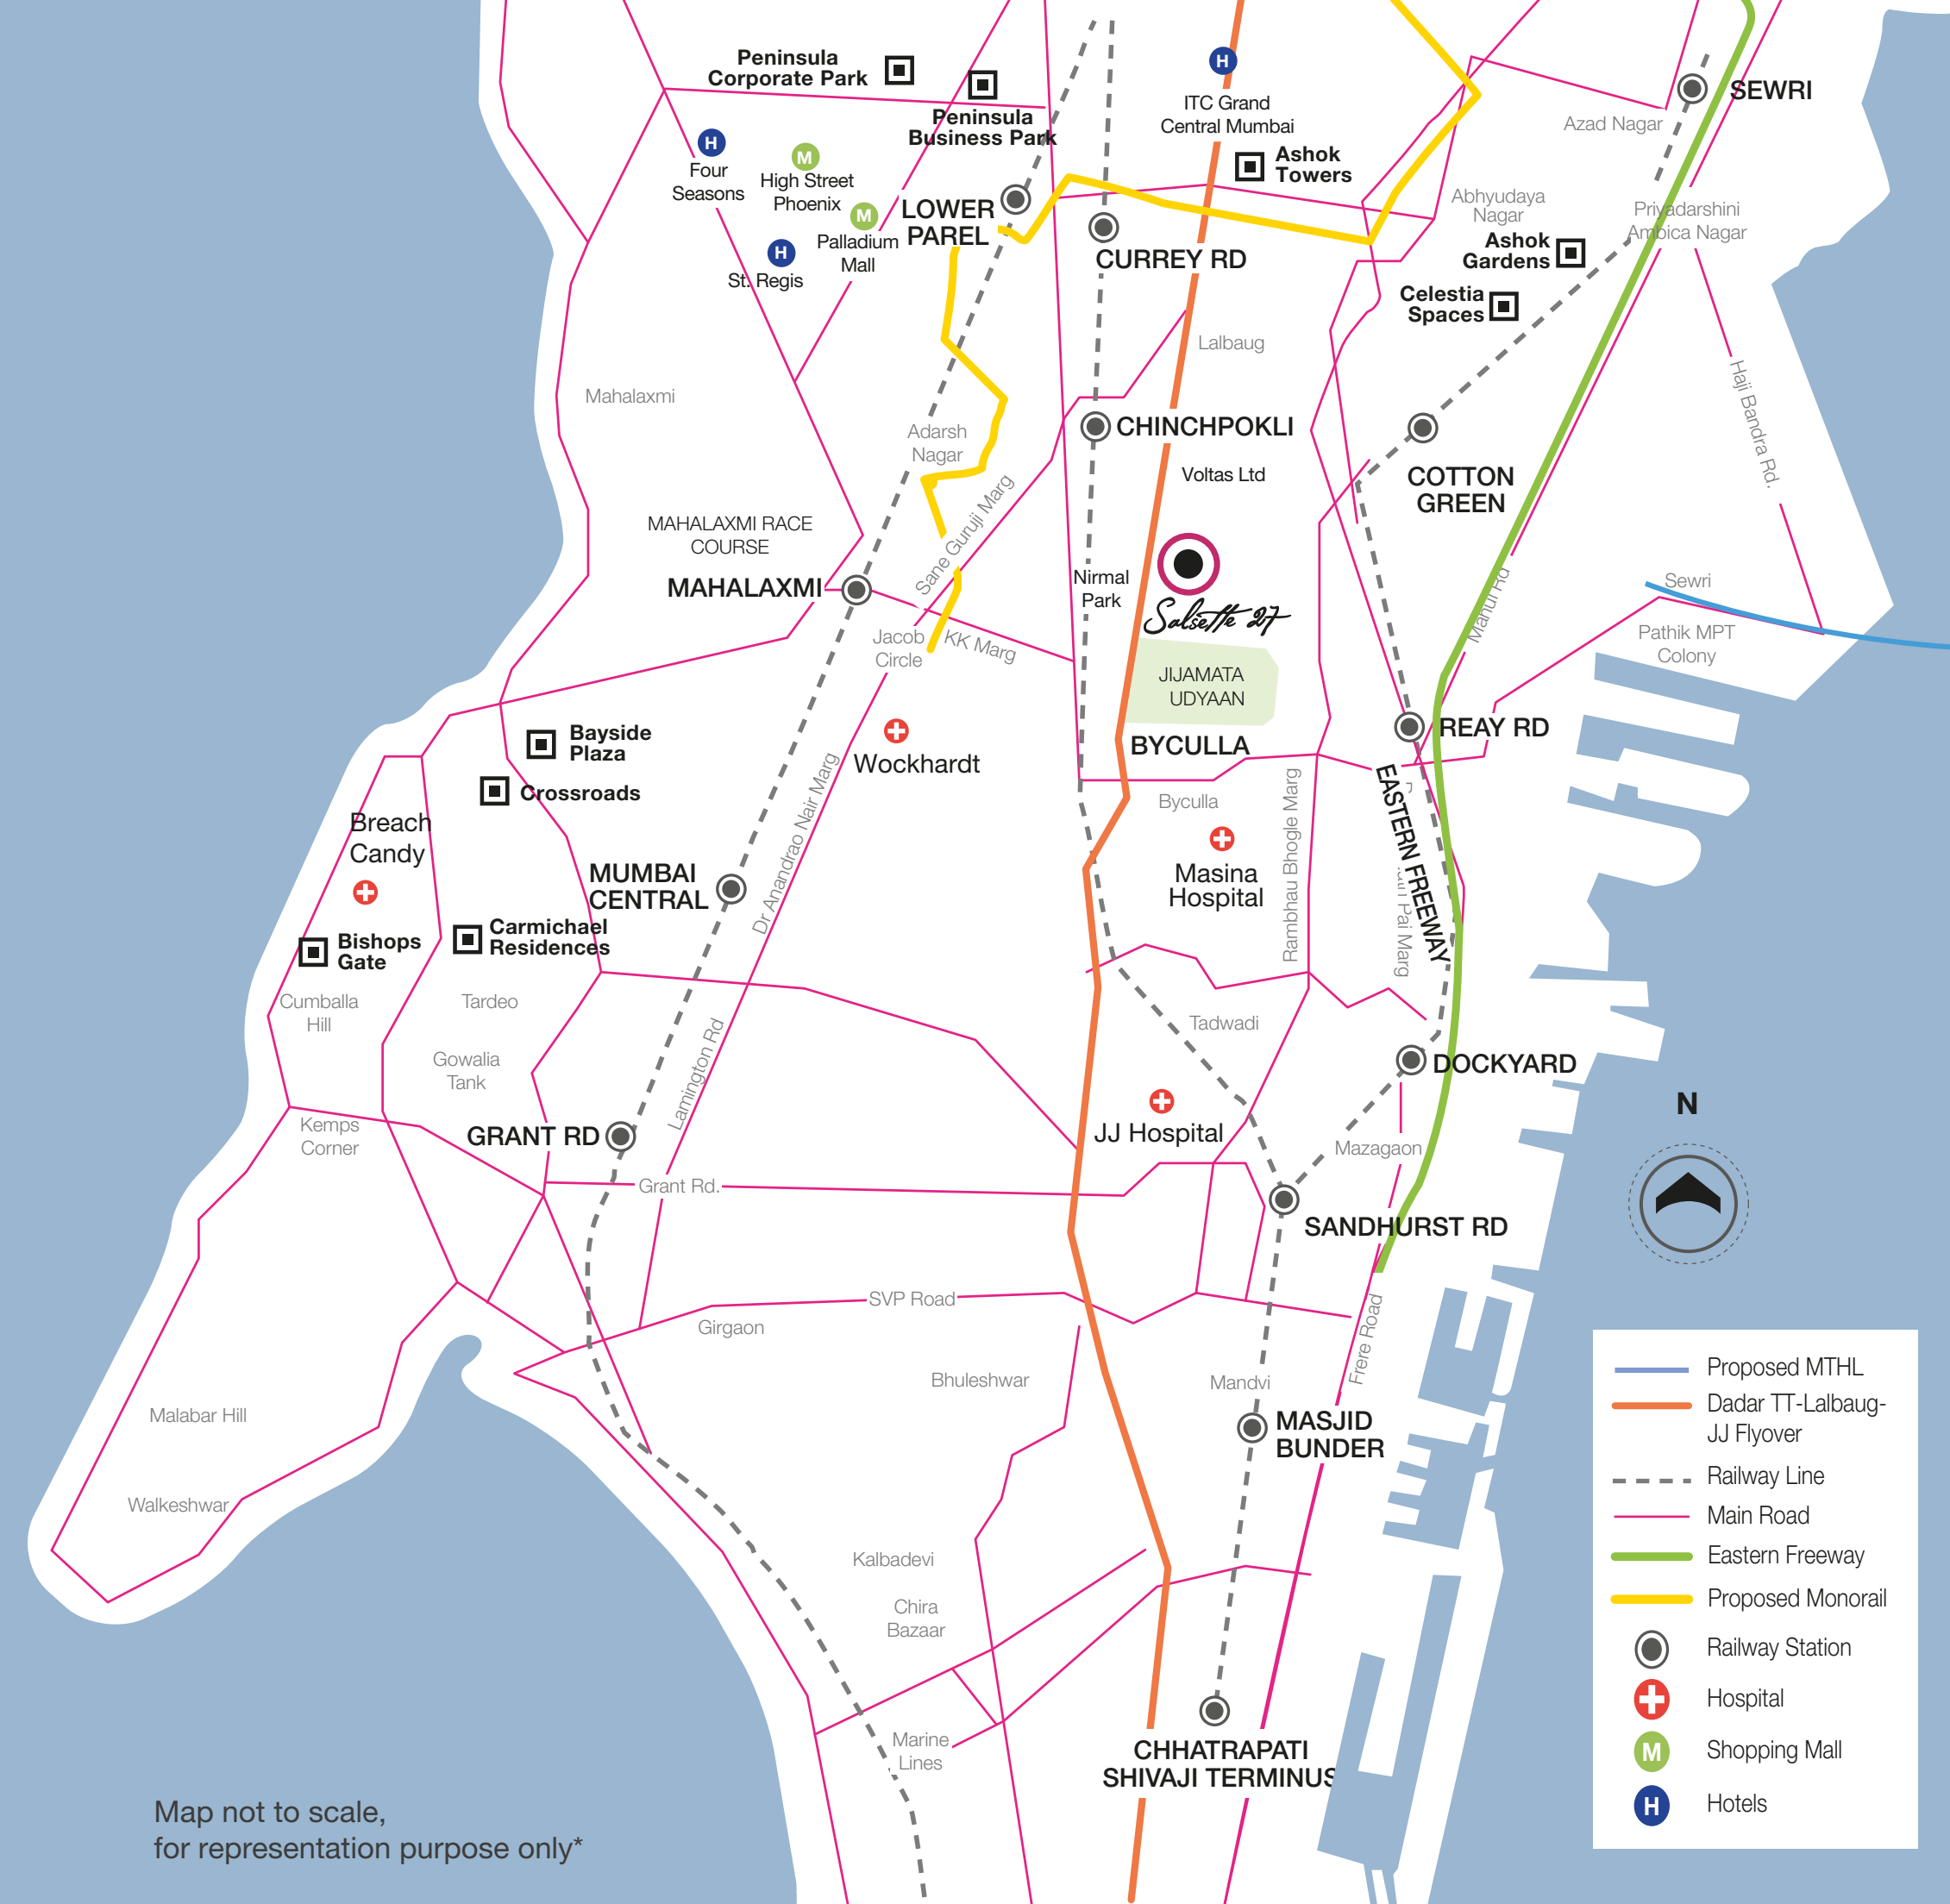 Peninsula
Corporate Park
Peninsula
Business Park
H
ITC Grand
Central Mumbai
Ashok
Towers
SEWRI
Azad Nagar
H
Four
Seasons
M
High Street
Phoenix
M
Palladium
Mall
H
St. Regis
LOWER
PAREL
CURREY RD
Abhyudaya
Nagar
Priyadarshini
Ambica Nagar
Ashok
Gardens
Celestia
Spaces
Lalbaug
Haji Bandra Rd.
Mahalaxmi
Adarsh
Nagar
CHINCHPOKLI
Voltas Ltd
COTTON
GREEN
MAHALAXMI RACE
COURSE
Sane Guruji Marg
MAHALAXMI
Nirmal
Park
Salsette 27
Mahul Rd
Sewri
Pathik MPT
Colony
Jacob
Circle
KK Marg
JIJAMATA
UDYAAN
Bayside
Plaza
Crossroads
Wockhardt
BYCULLA
REAY RD
Byculla
Breach
Candy
MUMBAI
CENTRAL
Dr Anandrao Nair Marg
Masina
Hospital
Rambhau Bhogle Marg
EASTERN FREEWAY
Pai Marg
Bishops
Gate
Carmichael
Residences
Cumballa
Hill
Tardeo
Gowalia
Tank
Lamington Rd
Tadwadi
DOCKYARD
N
Kemps
Corner
GRANT RD
JJ Hospital
Mazagaon
Grant Rd.
SANDHURST RD
SVP Road
Girgaon
Frere Road
Bhuleshwar
Mandvi
Malabar Hill
MASJID
BUNDER
Walkeshwar
Kalbadevi
Chira
Bazaar
Marine
Lines
CHHATRAPATI
SHIVAJI TERMINUS
Proposed MTHL
Dadar TT-Lalbaug-
JJ Flyover
Railway Line
Main Road
Eastern Freeway
Proposed Monorail
Railway Station
Hospital
M
Shopping Mall
H
Hotels
Map not to scale,
for representation purpose only*